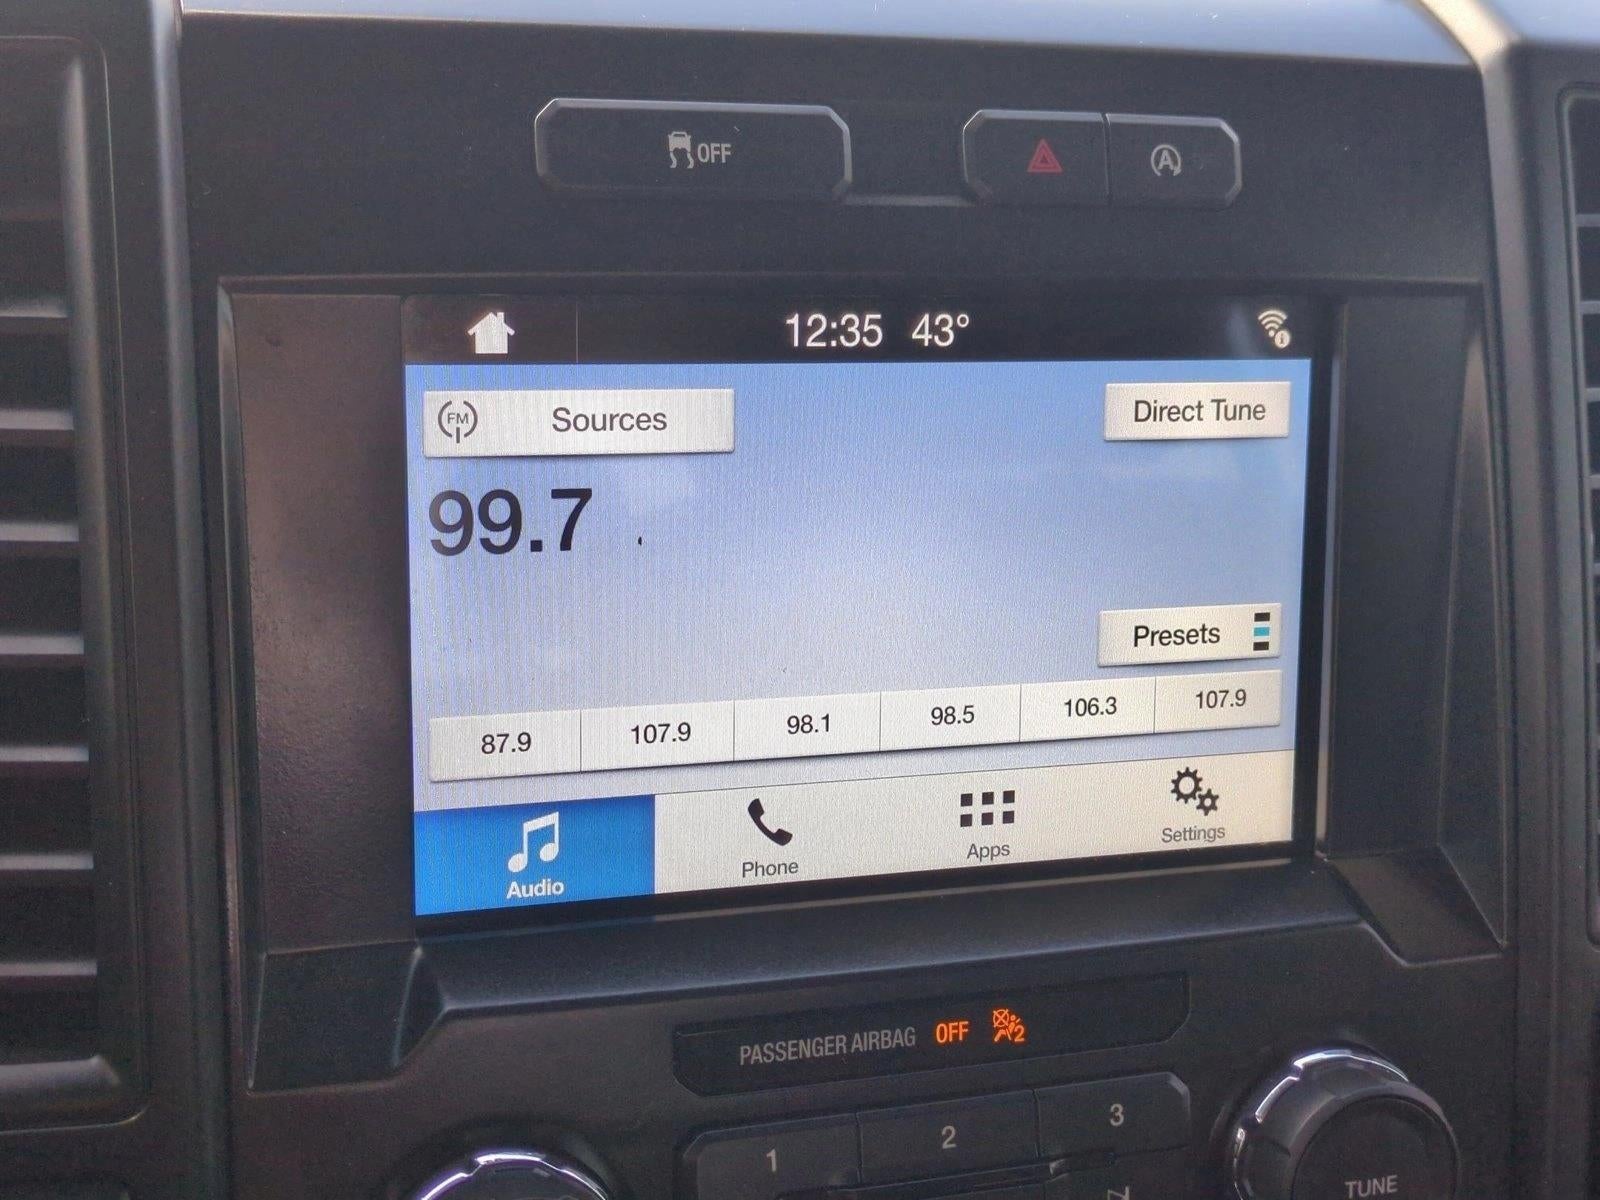 OFF
A
12:35 43°
FM Sources
Direct Tune
99.7
Presets
87.9 107.9 98.1 98.5 106.3 107.9
Audio Phone Apps Settings
PASSENGER AIRBAG OFF 2
1 2 3
TUNE